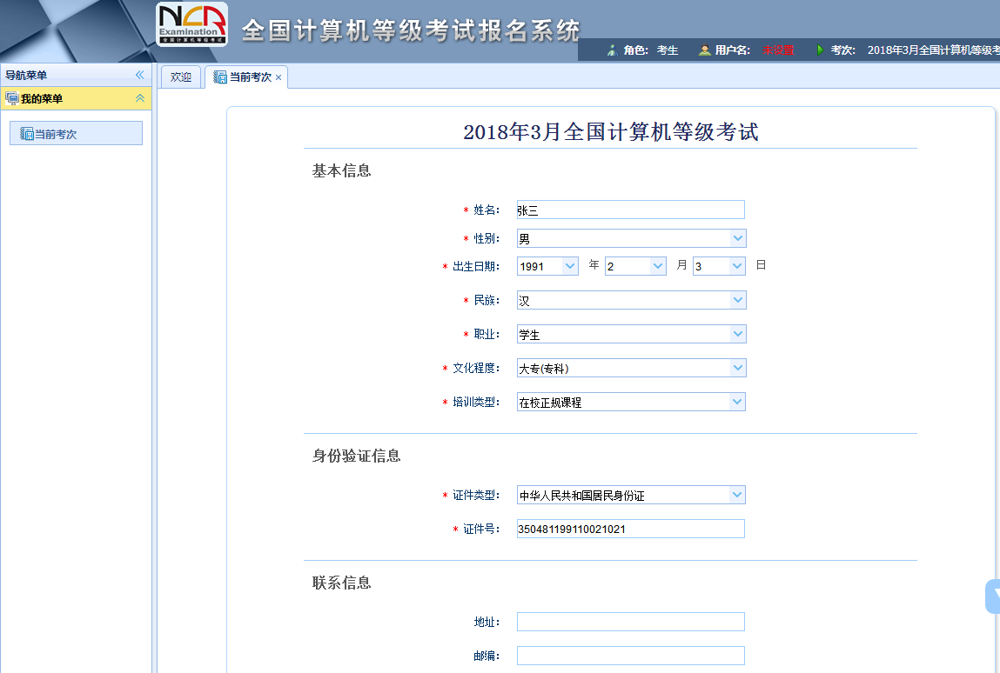 NCR
Examination
全国计算机等级考试
全国计算机等级考试报名系统
角色: 考生 用户名: 未设置 考次: 2018年3月全国计算机等级考
导航菜单
我的菜单
当前考次
欢迎 当前考次
2018年3月全国计算机等级考试
基本信息
* 姓名: 张三
* 性别: 男
* 出生日期: 1991 年 2 月 3 日
* 民族: 汉
* 职业: 学生
* 文化程度: 大专(专科)
* 培训类型: 在校正规课程
身份验证信息
* 证件类型: 中华人民共和国居民身份证
* 证件号: 350481199110021021
联系信息
地址:
邮编: